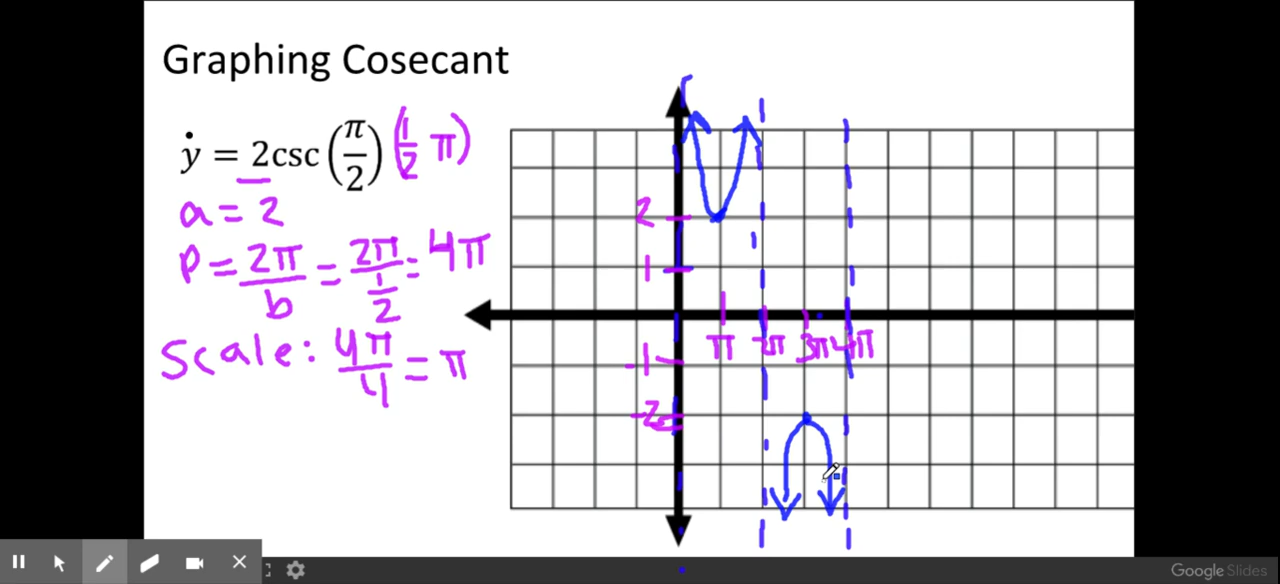 Graphing Cosecant
ẏ = 2csc(π/2) (1/2 π)
a = 2
P = 2π/b = 2π/(1/2) = 4π
Scale: 4π/4 = π
2
1
π 2π 3π 4π
-1
-2
Google Slides